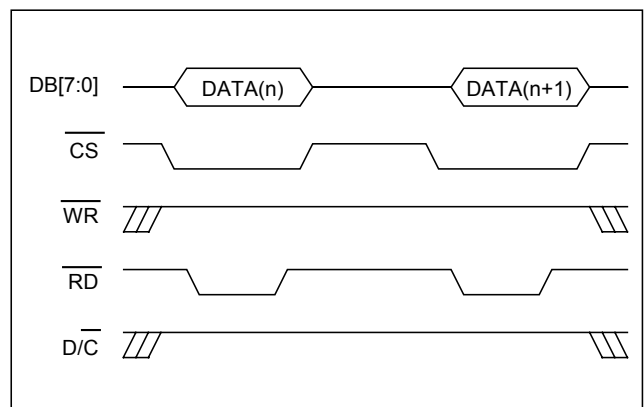 DB[7:0] DATA(n) DATA(n+1)
CS
WR
RD
D/C